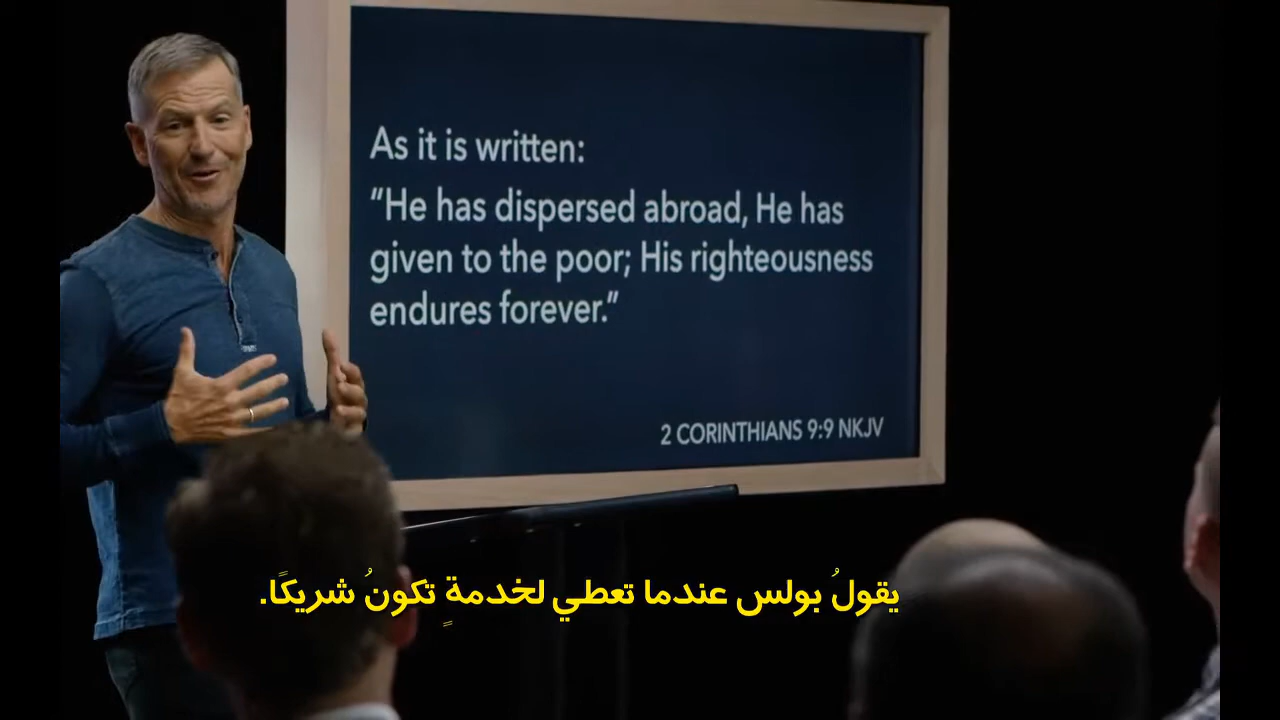 As it is written:
“He has dispersed abroad, He has
given to the poor; His righteousness
endures forever.”
2 CORINTHIANS 9:9 NKJV
يقولُ بولس عندما تعطي لخدمةٍ تكونُ شريكًا.